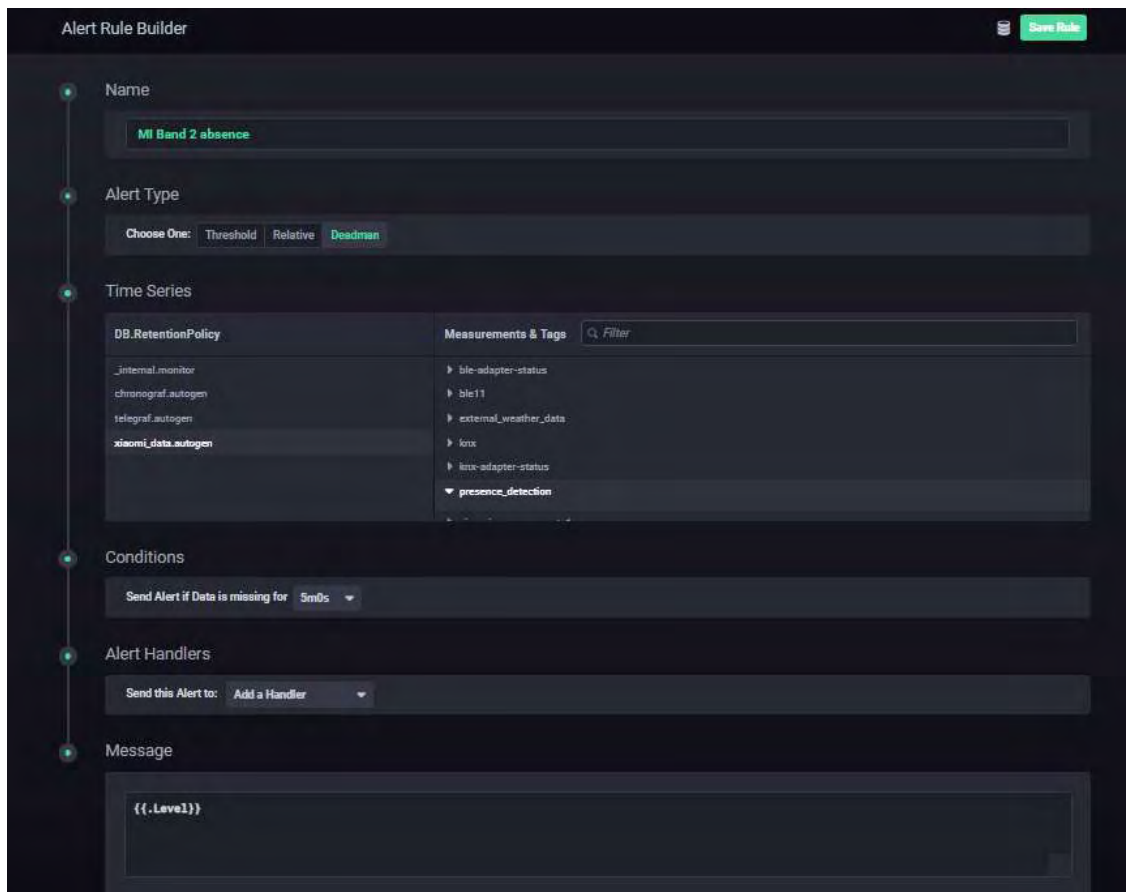 Alert Rule Builder
Save Rule
Name
MI Band 2 absence
Alert Type
Choose One: Threshold Relative Deadman
Time Series
DB.RetentionPolicy
Measurements & Tags
Filter
_internal.monitor
chronograf.autogen
telegraf.autogen
xiaomi_data.autogen
ble-adapter-status
ble11
external_weather_data
knx
knx-adapter-status
presence_detection
Conditions
Send Alert if Data is missing for 5m0s
Alert Handlers
Send this Alert to: Add a Handler
Message
{{.Level}}